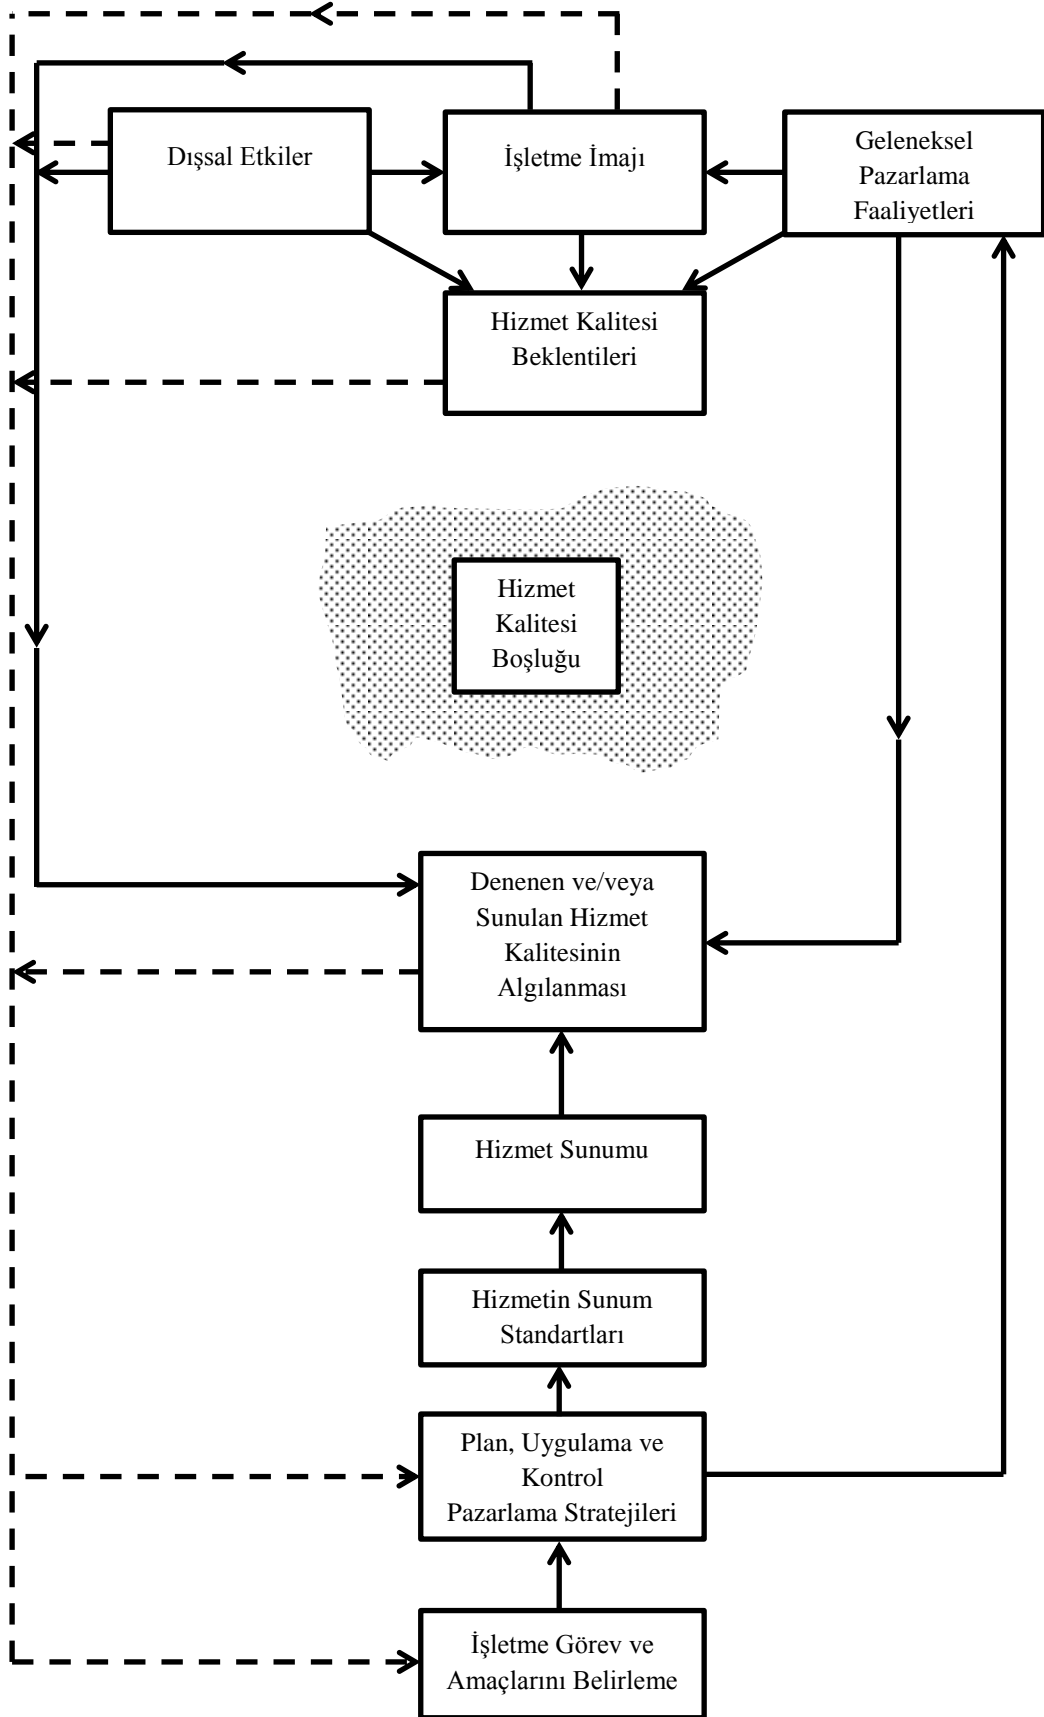 Dışsal Etkiler
İşletme İmajı
Geleneksel
Pazarlama
Faaliyetleri
Hizmet Kalitesi
Beklentileri
Hizmet
Kalitesi
Boşluğu
Denenen ve/veya
Sunulan Hizmet
Kalitesinin
Algılanması
Hizmet Sunumu
Hizmetin Sunum
Standartları
Plan, Uygulama ve
Kontrol
Pazarlama Stratejileri
İşletme Görev ve
Amaçlarını Belirleme